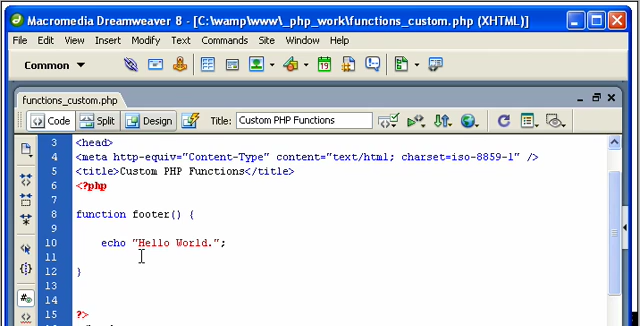 Macromedia Dreamweaver 8 - [C:\wamp\www\_php_work\functions_custom.php (XHTML)]
File Edit View Insert Modify Text Commands Site Window Help
Common
19
functions_custom.php
Code Split Design Title: Custom PHP Functions
3 <head>
4 <meta http-equiv="Content-Type" content="text/html; charset=iso-8859-1" />
5 <title>Custom PHP Functions</title>
6 <?php
7
8 function footer() {
9
10 echo "Hello World.";
11
12 }
13
14
15 ?>